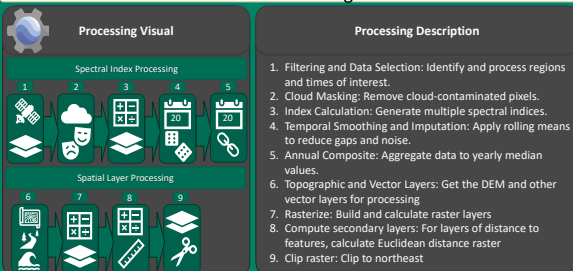 Processing Visual
Spectral Index Processing
1 2 3 4 5
20 20
Spatial Layer Processing
6 7 8 9
Processing Description
1. Filtering and Data Selection: Identify and process regions
and times of interest.
2. Cloud Masking: Remove cloud-contaminated pixels.
3. Index Calculation: Generate multiple spectral indices.
4. Temporal Smoothing and Imputation: Apply rolling means
to reduce gaps and noise.
5. Annual Composite: Aggregate data to yearly median
values.
6. Topographic and Vector Layers: Get the DEM and other
vector layers for processing
7. Rasterize: Build and calculate raster layers
8. Compute secondary layers: For layers of distance to
features, calculate Euclidean distance raster
9. Clip raster: Clip to northeast